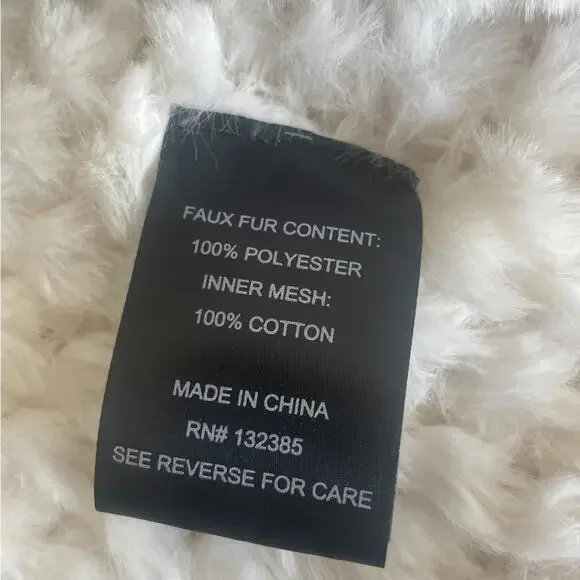 FAUX FUR CONTENT:
100% POLYESTER
INNER MESH:
100% COTTON
MADE IN CHINA
RN# 132385
SEE REVERSE FOR CARE